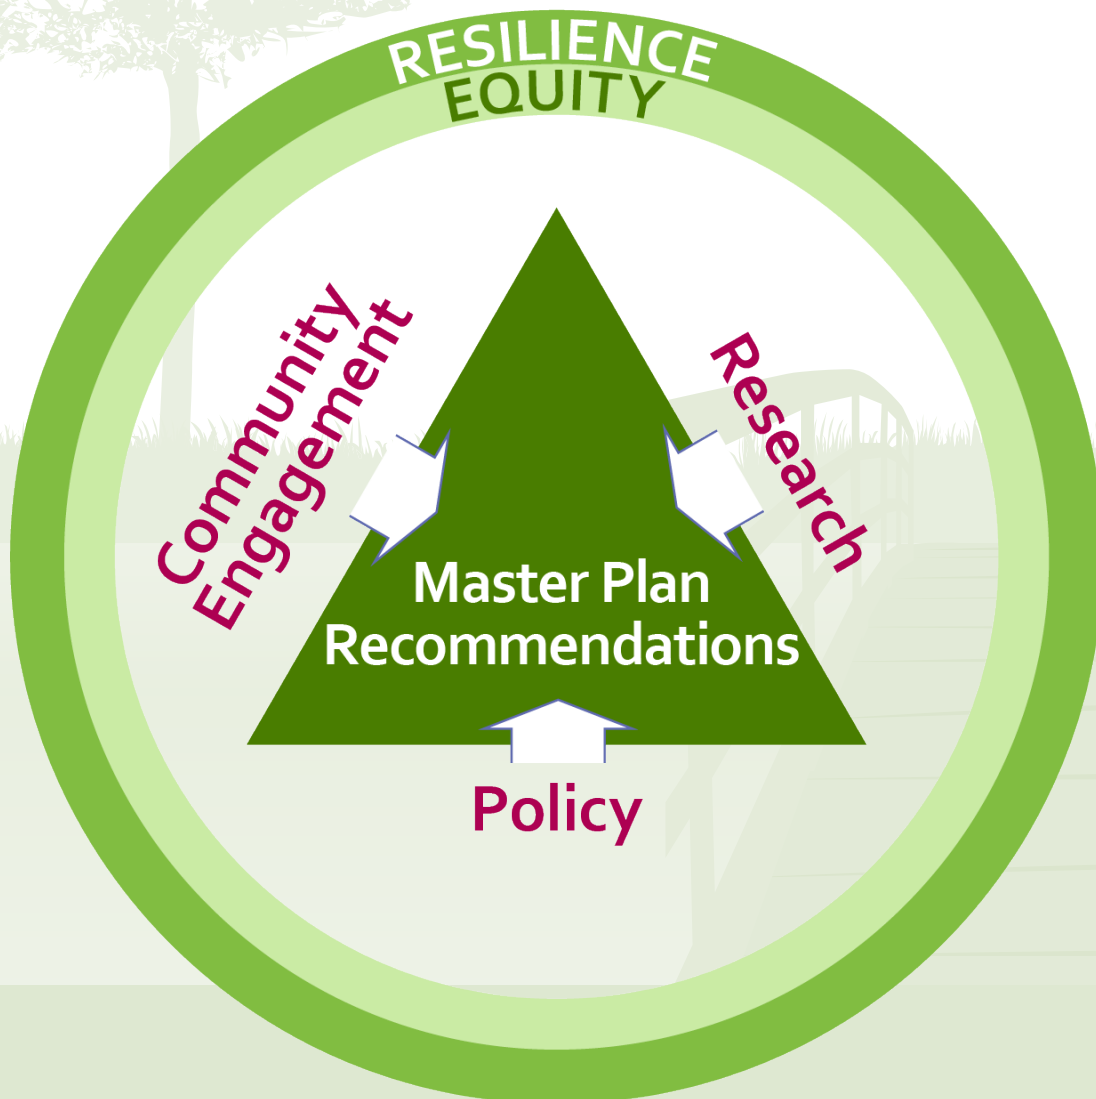 RESILIENCE
EQUITY
Community
Engagement
Research
Master Plan
Recommendations
Policy